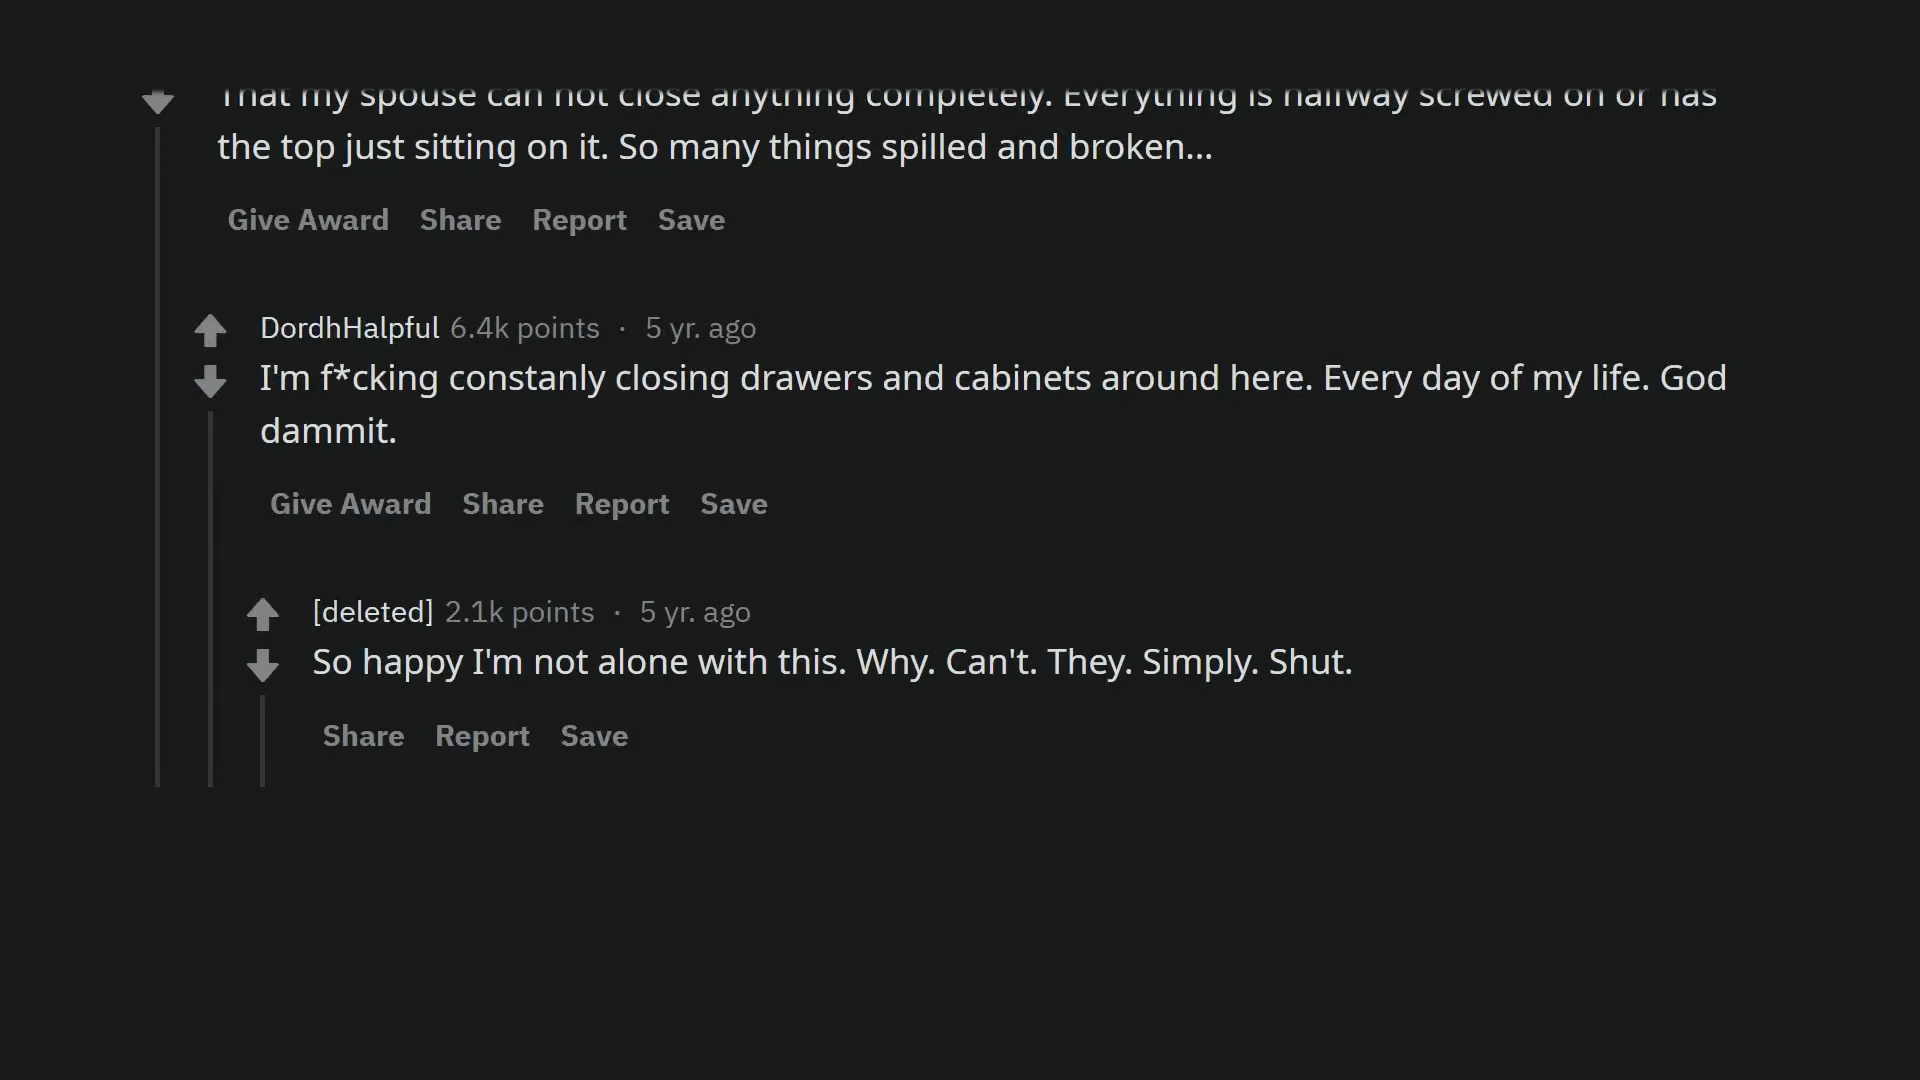 That my spouse can not close anything completely. Everything is halfway screwed on or has
the top just sitting on it. So many things spilled and broken...
Give Award Share Report Save
DordhHalpful 6.4k points · 5 yr. ago
I'm f*cking constanly closing drawers and cabinets around here. Every day of my life. God
dammit.
Give Award Share Report Save
[deleted] 2.1k points · 5 yr. ago
So happy I'm not alone with this. Why. Can't. They. Simply. Shut.
Share Report Save